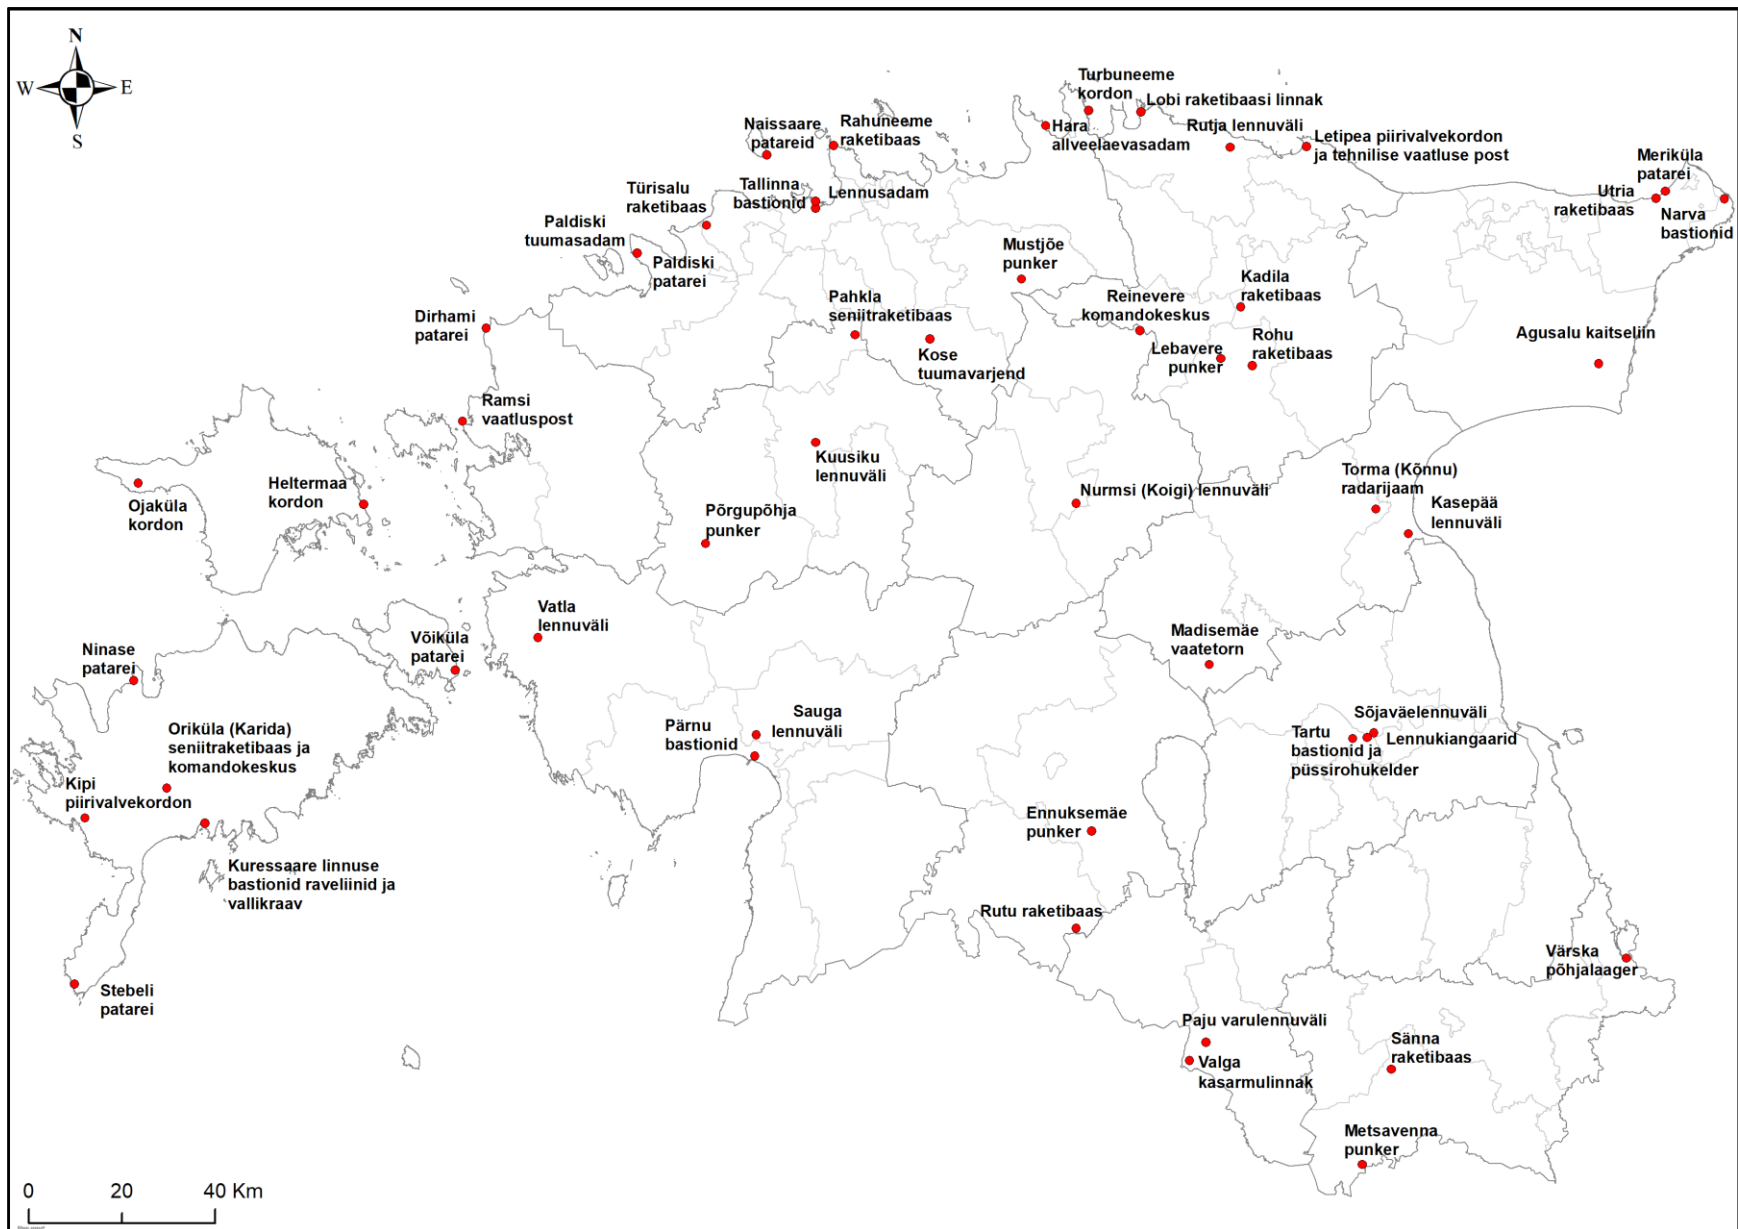 N
W
E
S
Turbuneeme
kordon
Lobi raketibaasi linnak
Naissaare
patareid
Rahuneeme
raketibaas
Hara
allveelaevasadam
Rutja lennuväli
Letipea piirivalvekordon
ja tehnilise vaatluse post
Meriküla
patarei
Utria
raketibaas
Narva
bastionid
Tallinna
bastionid
Lennusadam
Türisalu
raketibaas
Paldiski
tuumasadam
Paldiski
patarei
Mustjõe
punker
Kadila
raketibaas
Reinevere
komandokeskus
Pahkla
seniitraketibaas
Dirhami
patarei
Kose
tuumavarjend
Lebavere
punker
Rohu
raketibaas
Agusalu kaitseliin
Ramsi
vaatluspost
Kuusiku
lennuväli
Heltermaa
kordon
Ojaküla
kordon
Põrgupõhja
punker
Nurmsi (Koigi) lennuväli
Torma (Kõnnu)
radarijaam
Kasepää
lennuväli
Vatla
lennuväli
Võiküla
patarei
Ninase
patarei
Madisemäe
vaatetorn
Oriküla (Karida)
seniitraketibaas ja
komandokeskus
Pärnu
bastionid
Sauga
lennuväli
Sõjaväelennuväli
Lennukiangaarid
Tartu
bastionid ja
püssirohukelder
Kipi
piirivalvekordon
Ennuksemäe
punker
Kuressaare linnuse
bastionid raveliinid ja
vallikraav
Rutu raketibaas
Värska
põhjalaager
Stebeli
patarei
Paju varulennuväli
Valga
kasarmulinnak
Sänna
raketibaas
Metsavenna
punker
0 20 40 Km